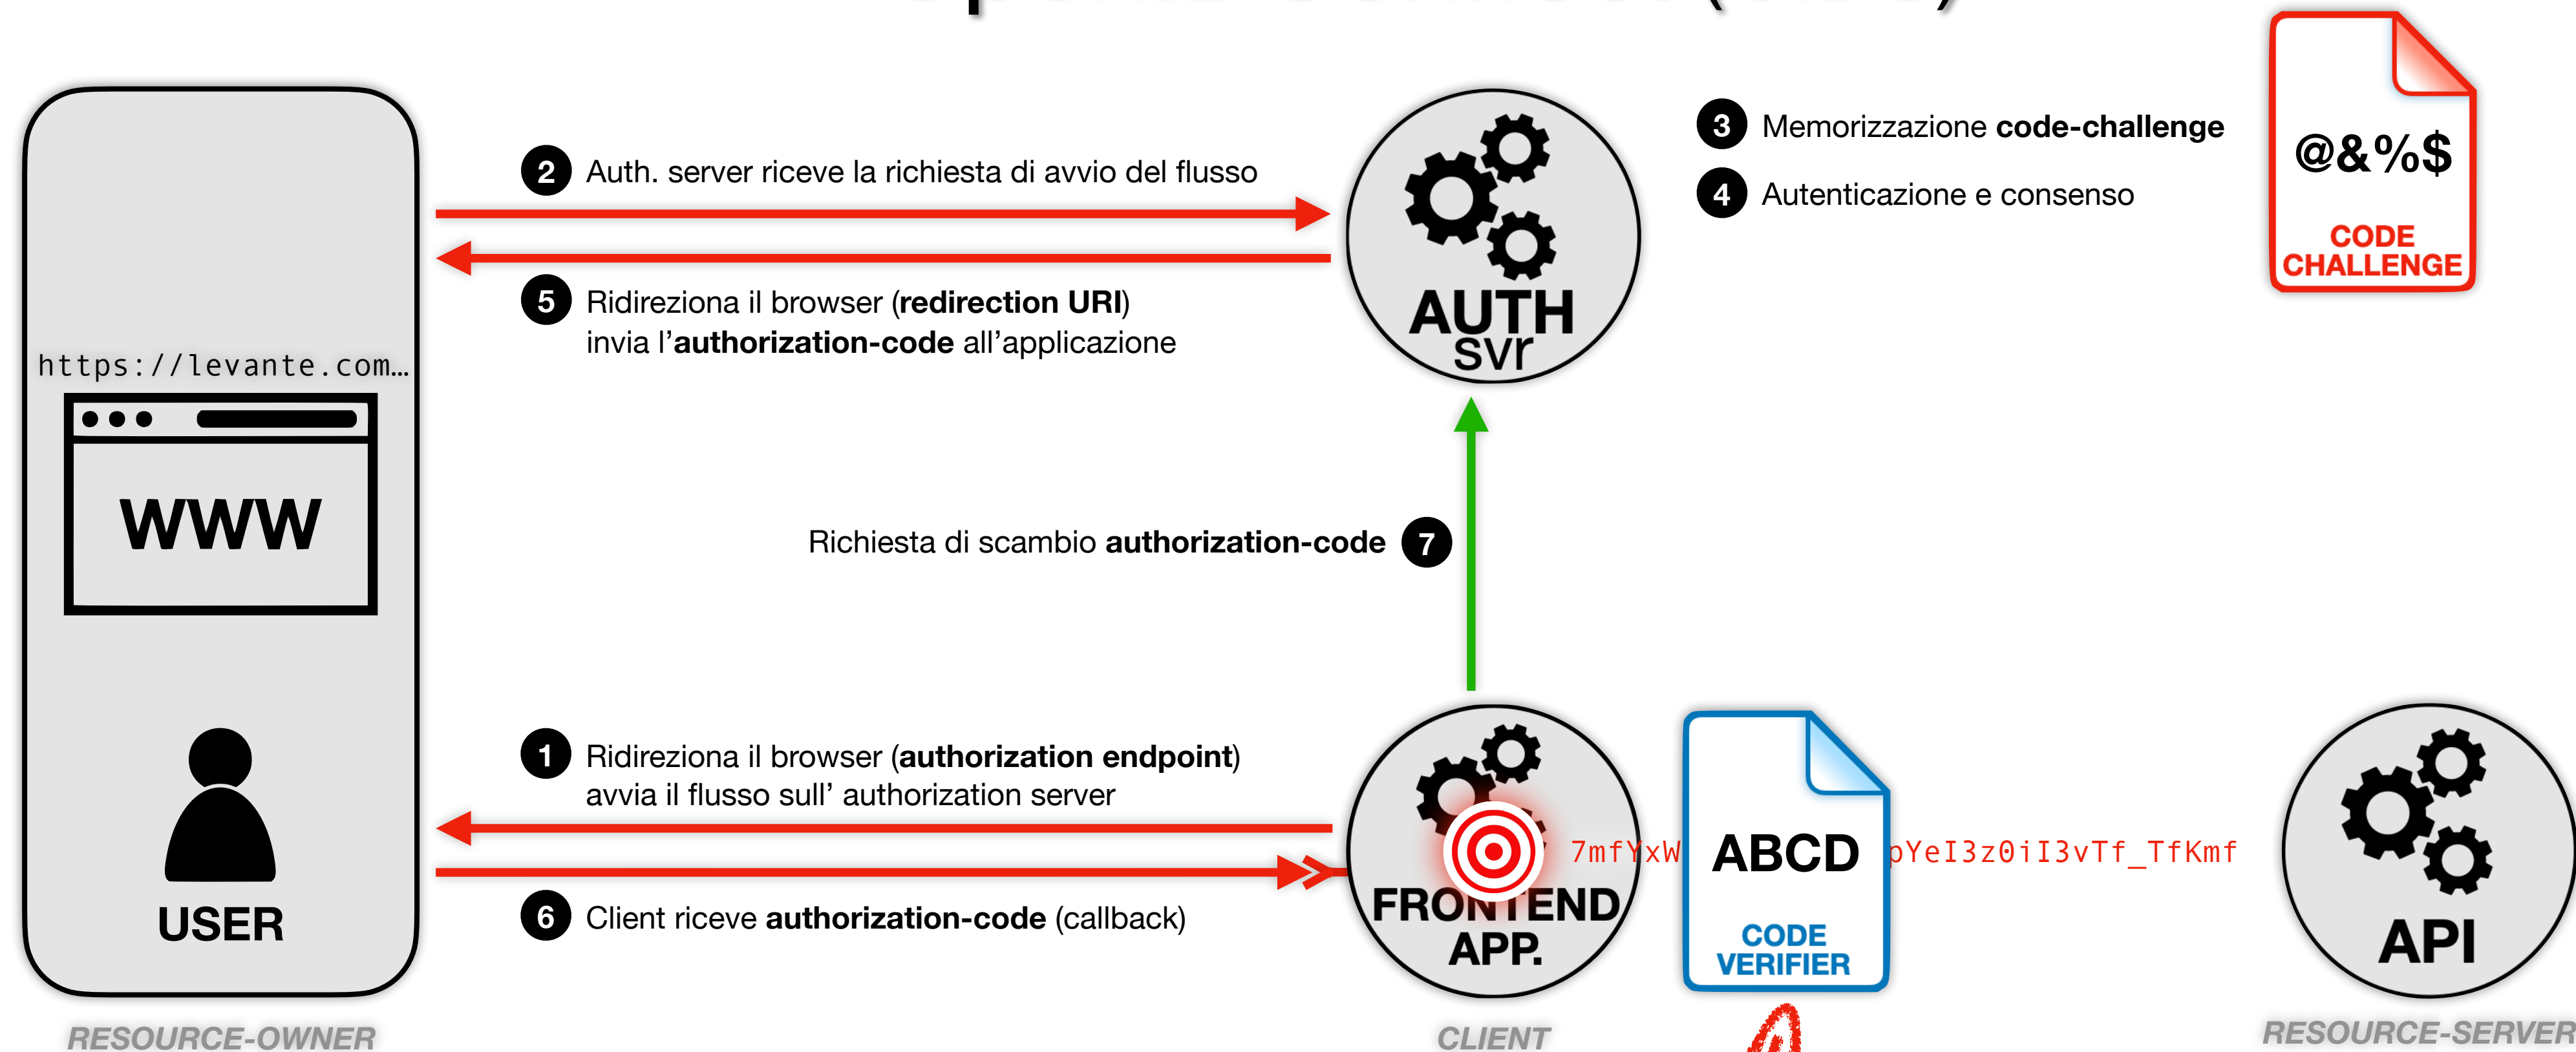 2 Auth. server riceve la richiesta di avvio del flusso
5 Ridireziona il browser (redirection URI)
invia l'authorization-code all'applicazione
AUTH
svr
3 Memorizzazione code-challenge
4 Autenticazione e consenso
@&%$
CODE
CHALLENGE
https://levante.com…
WWW
USER
RESOURCE-OWNER
Richiesta di scambio authorization-code 7
1 Ridireziona il browser (authorization endpoint)
avvia il flusso sull' authorization server
6 Client riceve authorization-code (callback)
FRONTEND
APP.
CLIENT
7mfYxW
pYeI3z0iI3vTf_TfKmf
ABCD
CODE
VERIFIER
API
RESOURCE-SERVER